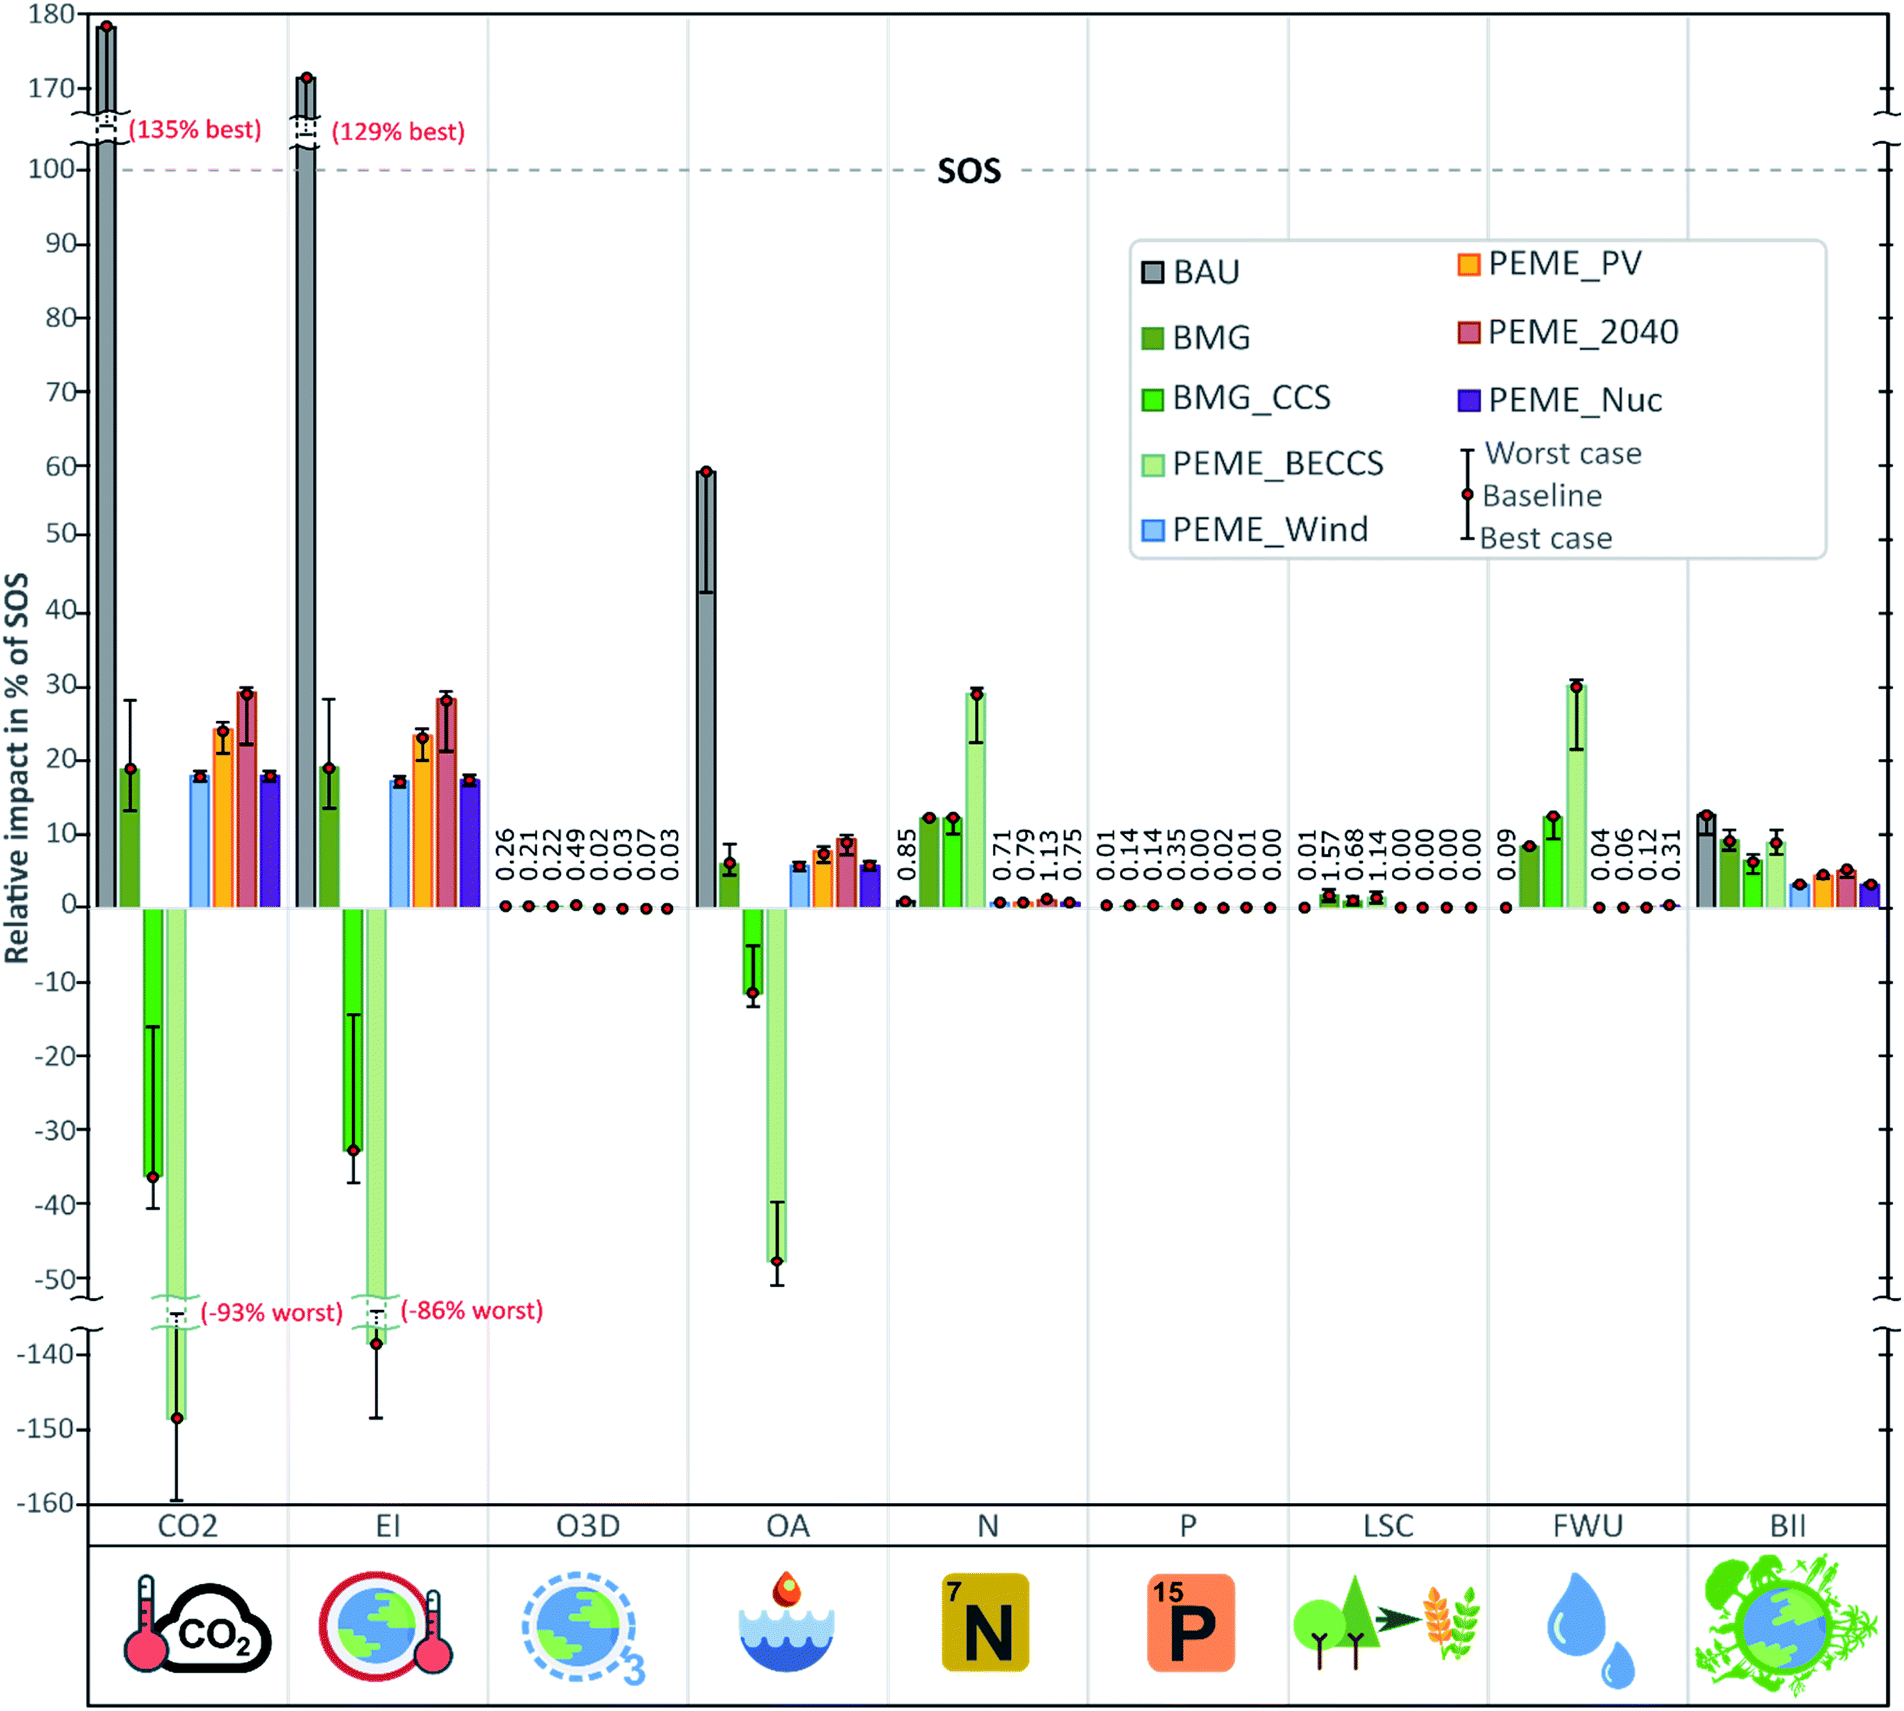 Relative impact in % of SOS
180
170
100
90
80
70
60
50
40
30
20
10
0
-10
-20
-30
-40
-50
-140
-150
-160
(135% best)
(129% best)
SOS
BAU
BMG
BMG_CCS
PEME_BECCS
PEME_Wind
PEME_PV
PEME_2040
PEME_Nuc
Worst case
Baseline
Best case
0.26
0.21
0.22
0.49
0.02
0.03
0.07
0.03
0.85
0.71
0.79
1.13
0.75
0.01
0.14
0.14
0.35
0.00
0.02
0.01
0.00
0.01
1.57
0.68
1.14
0.00
0.00
0.00
0.00
0.09
0.04
0.06
0.12
0.31
(-93% worst)
(-86% worst)
CO2
EI
O3D
OA
N
P
LSC
FWU
BII
CO2
3
7
N
15
P